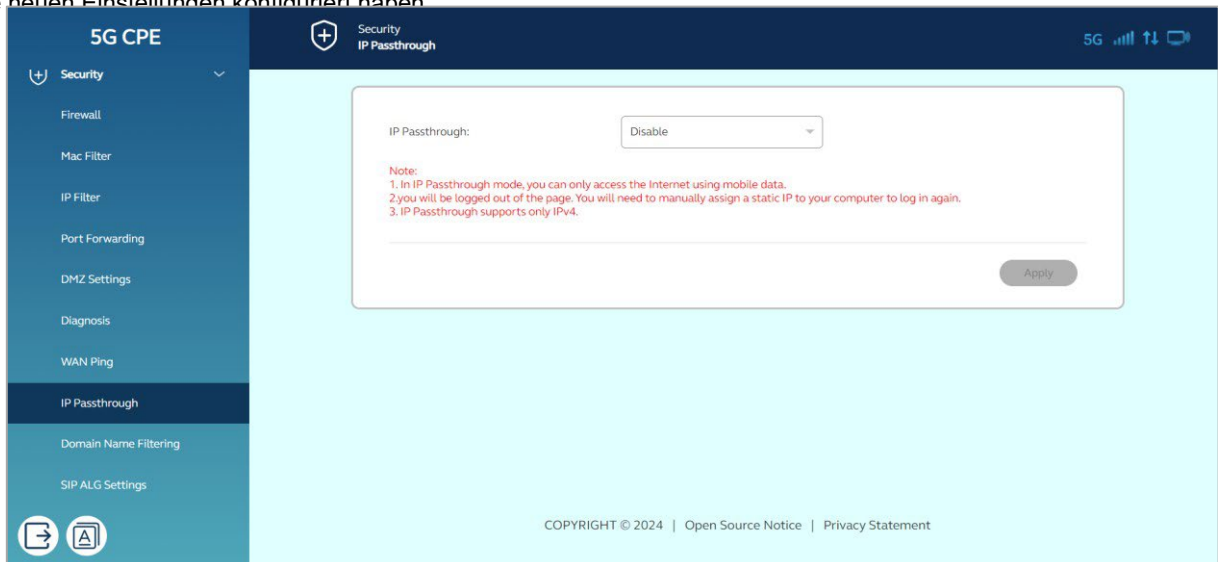 neuen Einstellungen konfiguriert haben
5G CPE
Security
IP Passthrough
5G
Security
Firewall
Mac Filter
IP Filter
Port Forwarding
DMZ Settings
Diagnosis
WAN Ping
IP Passthrough
Domain Name Filtering
SIP ALG Settings
A
IP Passthrough:
Disable
Note:
1. In IP Passthrough mode, you can only access the Internet using mobile data.
2.you will be logged out of the page. You will need to manually assign a static IP to your computer to log in again.
3. IP Passthrough supports only IPv4.
Apply
COPYRIGHT © 2024 | Open Source Notice | Privacy Statement